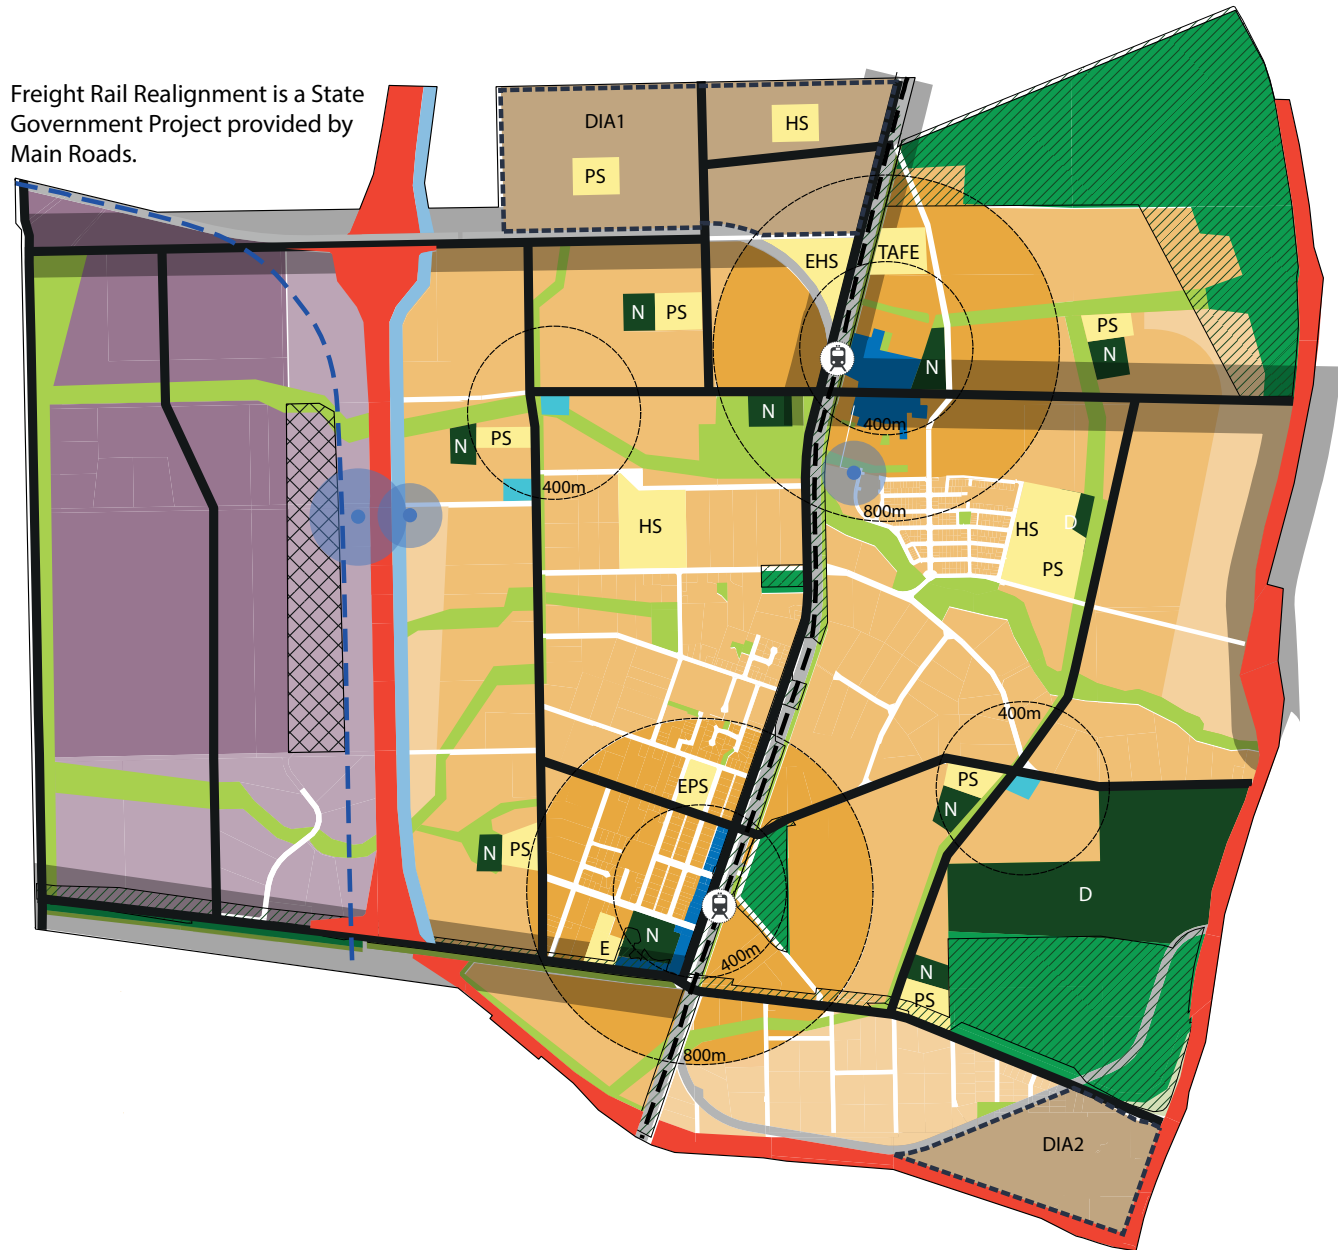 Freight Rail Realignment is a State
Government Project provided by
Main Roads.
DIA1
HS
PS
EHS
TAFE
N PS
PS
N
N
N
N PS
400m
400m
800m
HS
HS
D
PS
400m
EPS
PS
N
N PS
D
N
E
400m
N
PS
800m
DIA2